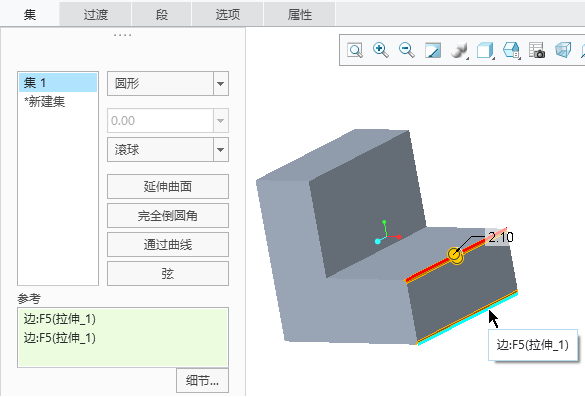 集 过渡 段 选项 属性
集 1
*新建集
圆形
0.00
滚球
延伸曲面
完全倒圆角
通过曲线
弦
参考
边:F5(拉伸_1)
边:F5(拉伸_1)
细节...
2.10
边:F5(拉伸_1)